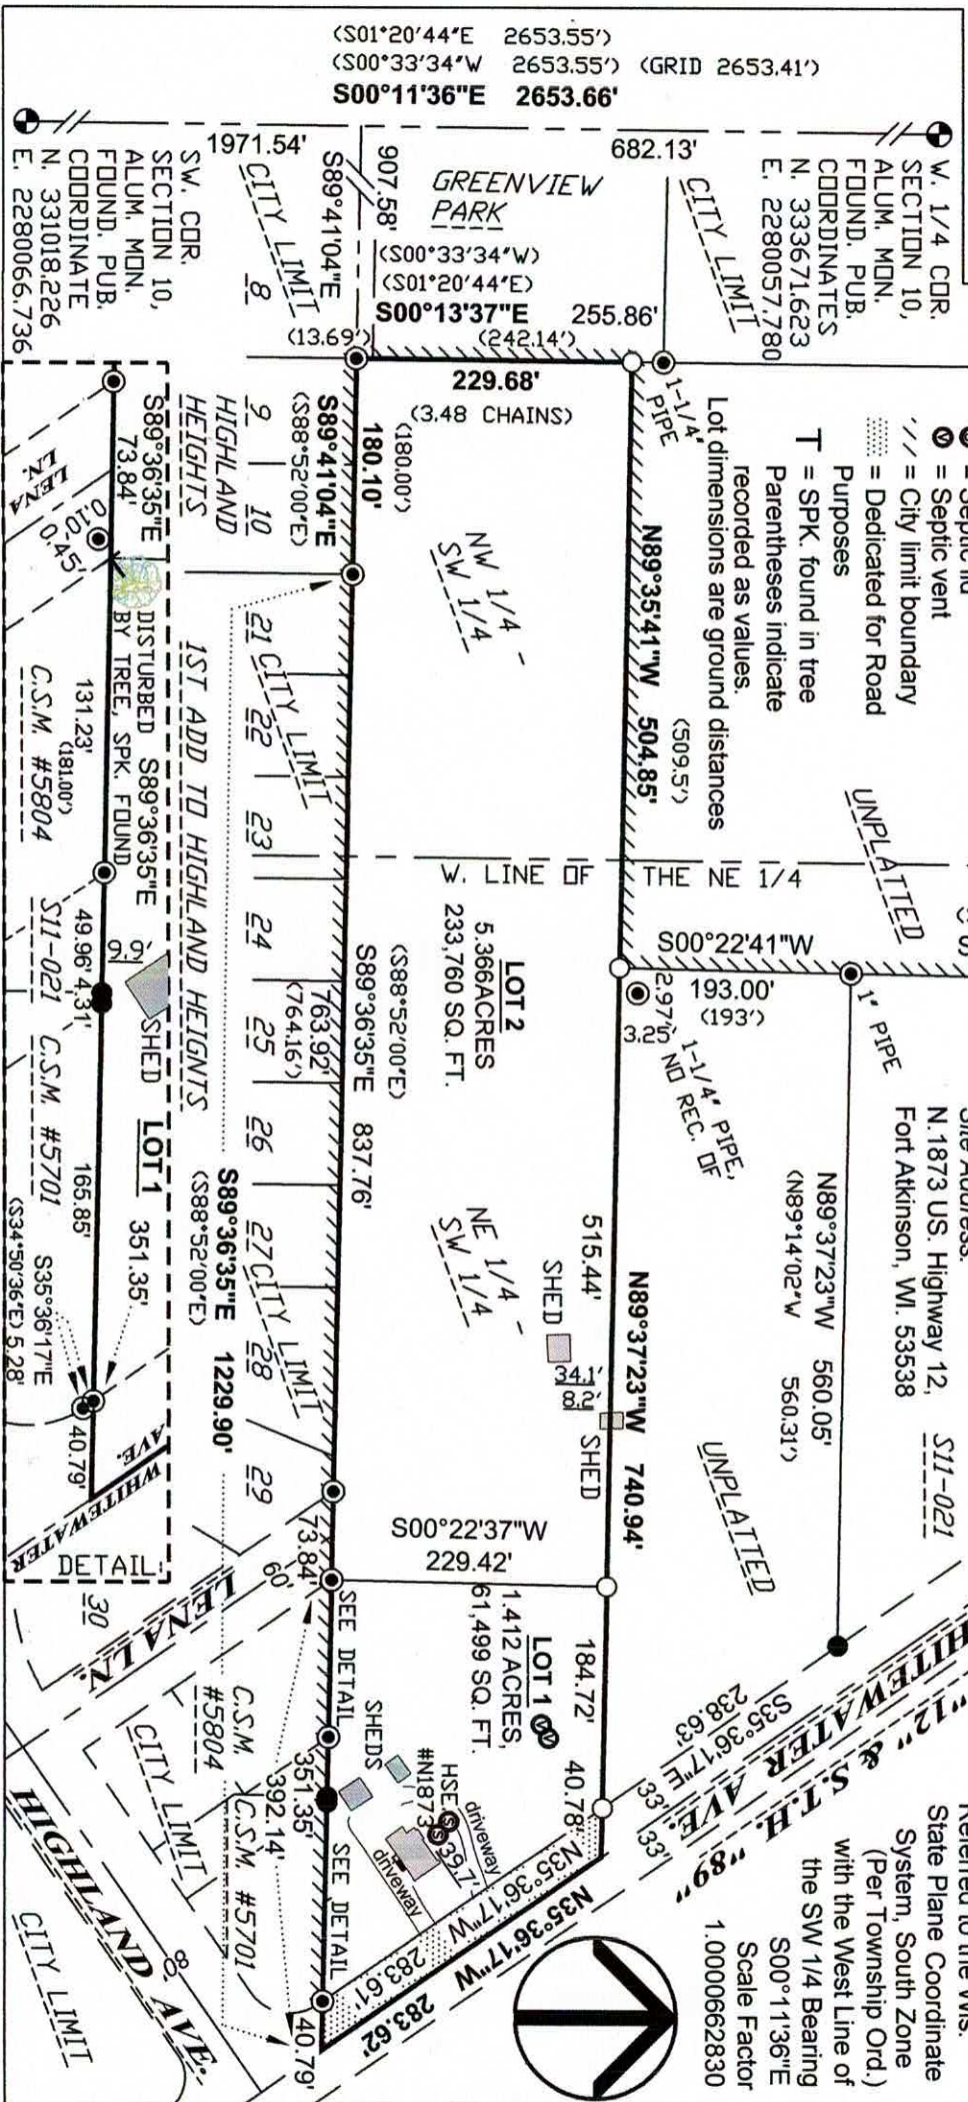 (S01°20'44"E 2653.55')
(S00°33'34"W 2653.55') (GRID 2653.41')
S00°11'36"E 2653.66'
W. 1/4 COR.
SECTION 10,
ALUM. MON.
FOUND. PUB.
COORDINATES
N. 333671.623
E. 2280057.780
682.13'
CITY LIMIT
GREENVIEW
PARK
907.58'
S89°41'04"E
1971.54'
CITY LIMIT
8
SW. COR.
SECTION 10,
ALUM. MON.
FOUND. PUB.
COORDINATE
N. 331018.226
E. 2280066.736
(S00°33'34"W)
(S01°20'44"E)
S00°13'37"E 255.86'
(13.69') (242.14')
229.68'
(3.48 CHAINS)
= Septic vent
= City limit boundary
= Dedicated for Road
Purposes
T = SPK. found in tree
Parentheses indicate
recorded as values.
Lot dimensions are ground distances
1-1/4" PIPE
N89°35'41"W 504.85'
(509.5')
UNPLATTED
NW 1/4 -
SW 1/4
(180.00')
180.10'
S89°41'04"E
(S88°52'00"E)
9 10
HIGHLAND
HEIGHTS
W. LINE OF THE NE 1/4
S00°22'41"W
193.00'
(193')
1" PIPE
2.97'
3.25'
1-1/4" PIPE,
NO REC. OF
N.1873 US. Highway 12,
Fort Atkinson, WI. 53538
S11-021
N89°37'23"W 560.05'
(N89°14'02"W 560.31')
UNPLATTED
N89°37'23"W 740.94'
515.44'
SHED
34.1'
8.9'
SHED
LOT 2
5.366ACRES
233,760 SQ. FT.
NE 1/4 -
SW 1/4
(S88°52'00"E)
S89°36'35"E 837.76'
763.92'
(764.16')
21 CITY LIMIT
22 23 24 25 26
27 CITY LIMIT
28 29
1ST ADD TO HIGHLAND HEIGHTS
S89°36'35"E 1229.90'
(S88°52'00"E)
S00°22'37"W
229.42'
LOT 1
1.412 ACRES,
61,499 SQ. FT.
184.72'
40.78'
73.84'
SEE DETAIL
351.35'
SEE DETAIL
392.14'
40.79'
SHEDS
HSE.
#N1873
39.7'
driveway
driveway
N35°36'17"W
283.61'
N35°36'17"W
283.62'
S35°36'17"E
238.63'
33' 33'
"12" & S.T.H. "89"
State Plane Coordinate
System, South Zone
(Per Township Ord.)
with the West Line of
the SW 1/4 Bearing
S00°11'36"E
Scale Factor
1.0000662830
C.S.M.
#5804
C.S.M. #5701
CITY LIMIT
HIGHLAND AVE.
80'
CITY LIMIT
LENA LN.
60'
30
DETAIL:
S89°36'35"E
73.84'
LENA
LN.
0.10'-
0.45'
DISTURBED
BY TREE, SPK. FOUND
S89°36'35"E
131.23'
(181.00')
C.S.M. #5804
49.96' 4.31'
9.9'
SHED
S11-021
C.S.M. #5701
LOT 1
351.35'
165.85'
S35°36'17"E
(S34°50'36"E) 5.28'
40.79'
WHITEWATER
AVE.